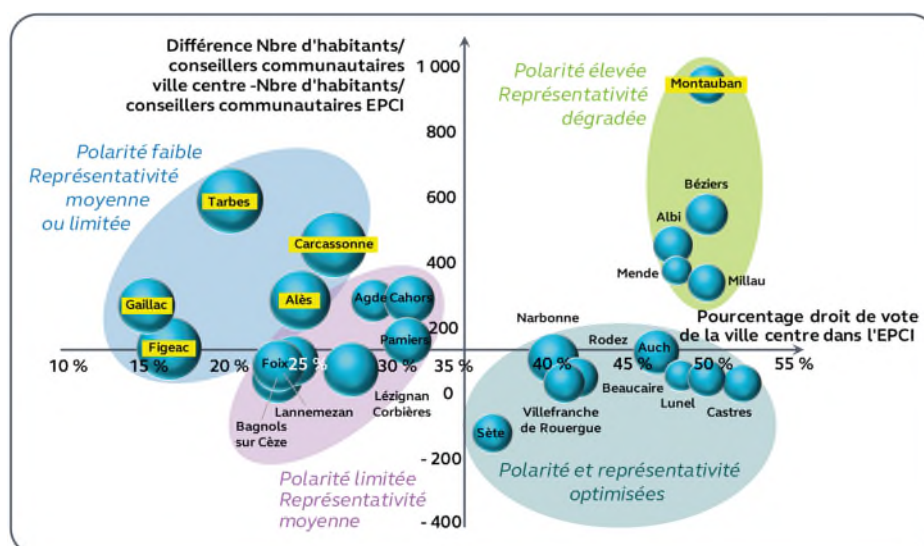 Différence Nbre d'habitants/
conseillers communautaires
ville centre -Nbre d'habitants/
conseillers communautaires EPCI
1 000
800
600
400
200
0
- 200
- 400
Polarité élevée
Représentativité
dégradée
Montauban
Béziers
Albi
Mende
Millau
Polarité faible
Représentativité
moyenne
ou limitée
Tarbes
Carcassonne
Gaillac
Alès
Figeac
Agde
Cahors
Pamiers
Foix
Lannemezan
Bagnols
sur Cèze
Lézignan
Corbières
Polarité limitée
Représentativité
moyenne
Pourcentage droit de vote
de la ville centre dans l'EPCI
10 %
15 %
20 %
25 %
30 %
35 %
40 %
45 %
50 %
55 %
Narbonne
Rodez
Auch
Beaucaire
Lunel
Castres
Villefranche
de Rouergue
Sète
Polarité et représentativité
optimisées